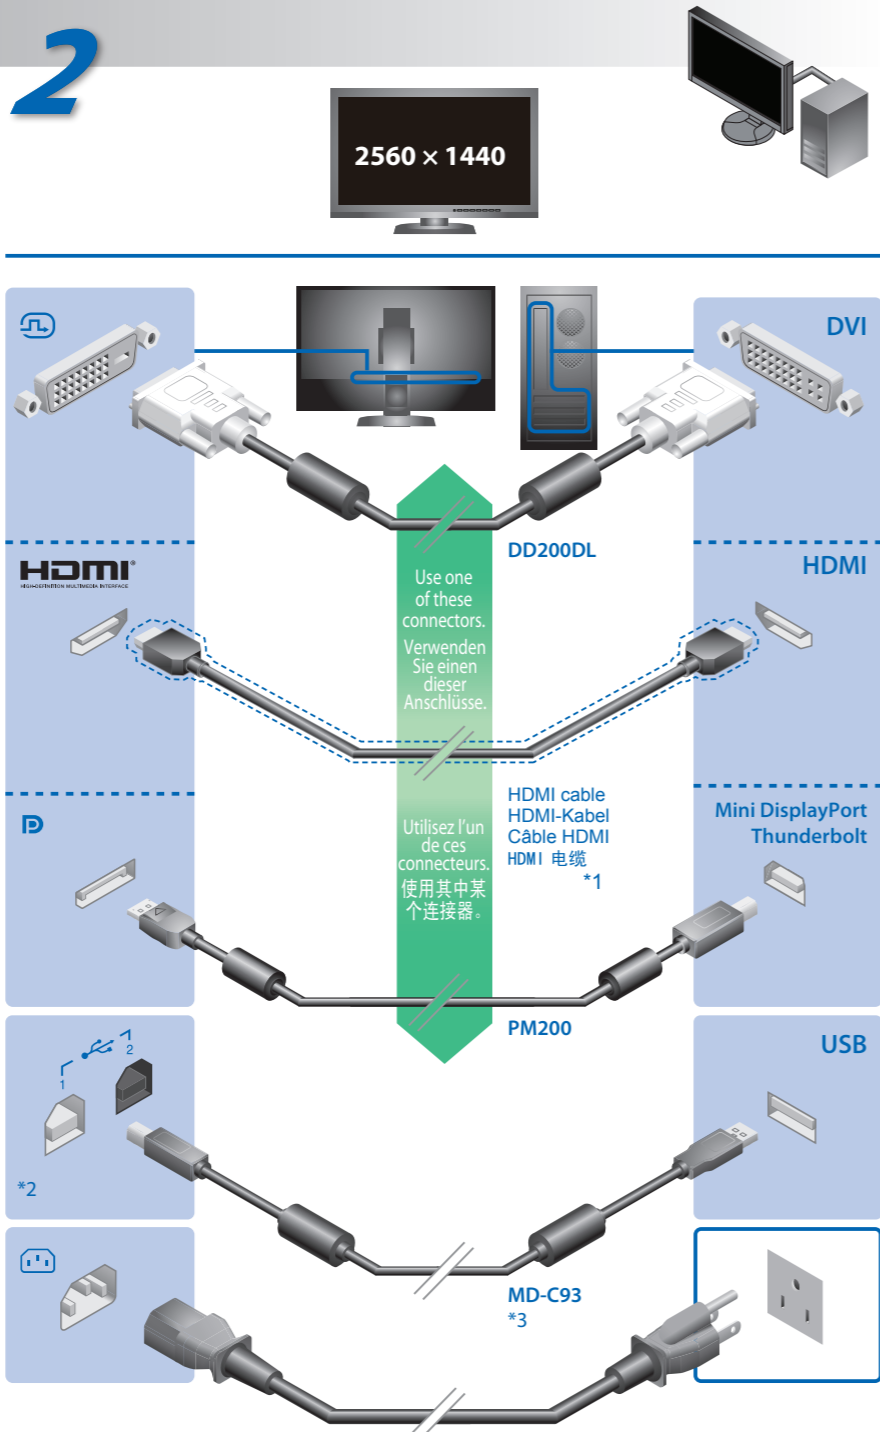 2
2560 × 1440
DVI
DD200DL
HDMI®
HIGH-DEFINITION MULTIMEDIA INTERFACE
HDMI
Use one
of these
connectors.
Verwenden
Sie einen
dieser
Anschlüsse.
Utilisez l'un
de ces
connecteurs.
使用其中某
个连接器。
HDMI cable
HDMI-Kabel
Câble HDMI
HDMI 电缆
*1
Mini DisplayPort
Thunderbolt
PM200
1
2
*2
USB
MD-C93
*3